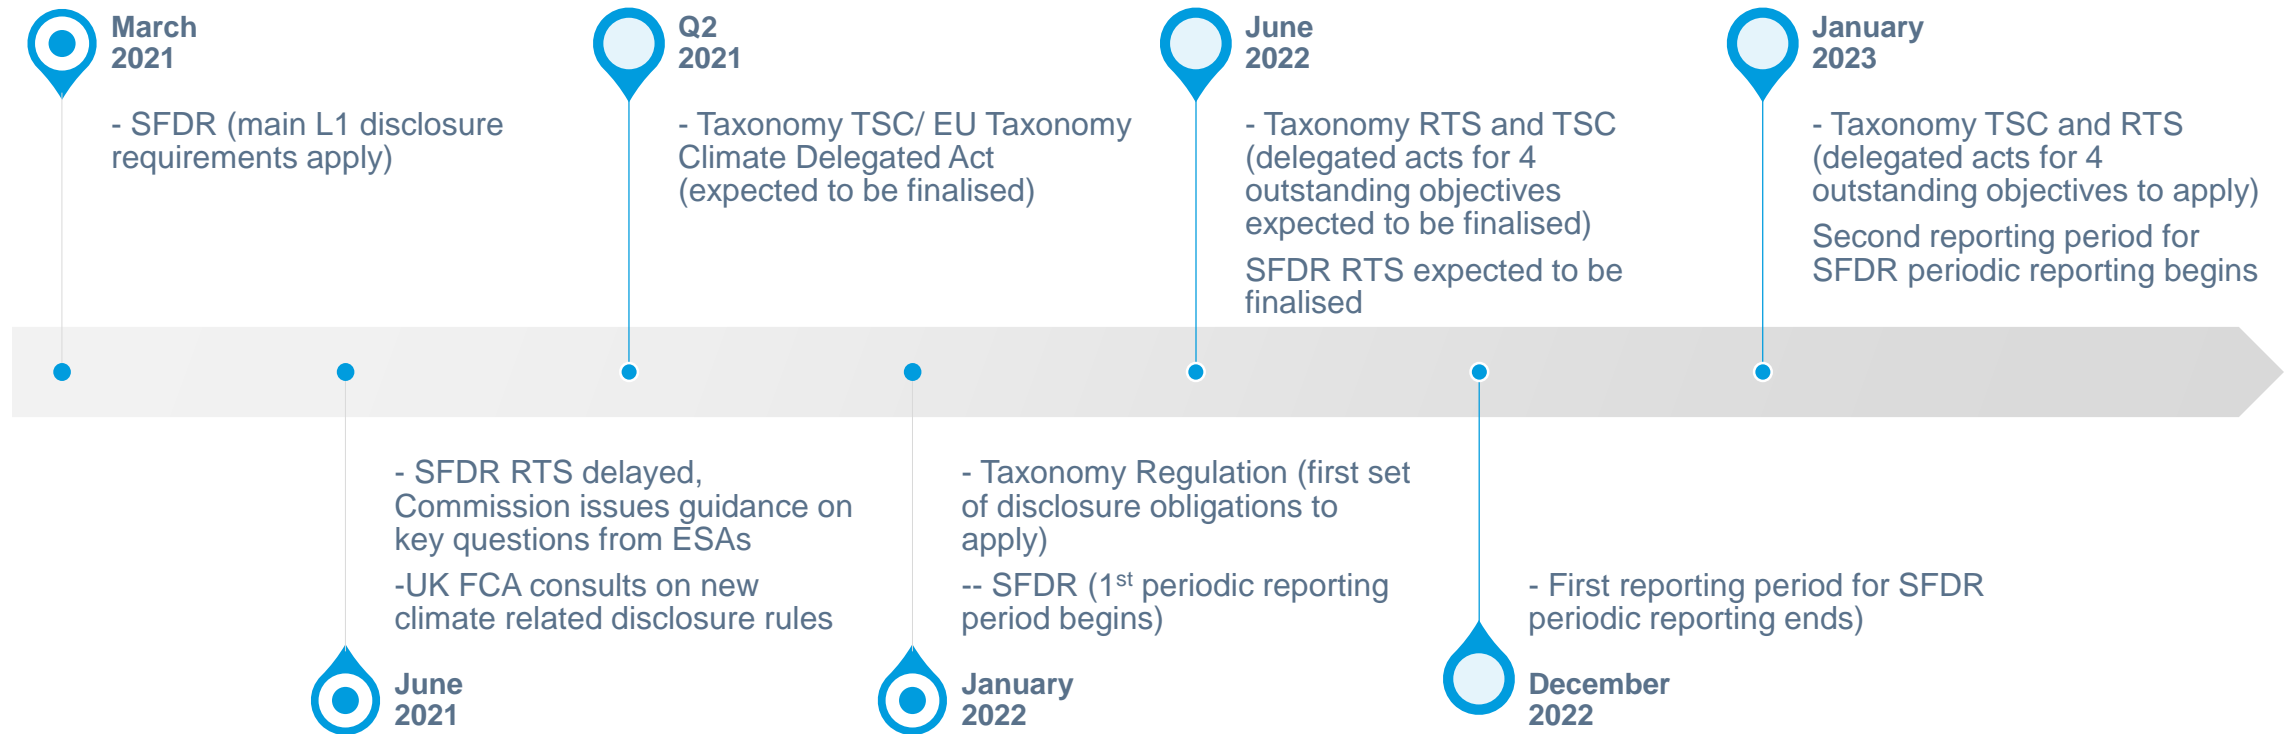 March
2021
- SFDR (main L1 disclosure
requirements apply)
Q2
2021
- Taxonomy TSC/ EU Taxonomy
Climate Delegated Act
(expected to be finalised)
June
2022
- Taxonomy RTS and TSC
(delegated acts for 4
outstanding objectives
expected to be finalised)
SFDR RTS expected to be
finalised
January
2023
- Taxonomy TSC and RTS
(delegated acts for 4
outstanding objectives to apply)
Second reporting period for
SFDR periodic reporting begins
- SFDR RTS delayed,
Commission issues guidance on
key questions from ESAs
-UK FCA consults on new
climate related disclosure rules
June
2021
- Taxonomy Regulation (first set
of disclosure obligations to
apply)
-- SFDR (1st periodic reporting
period begins)
January
2022
- First reporting period for SFDR
periodic reporting ends)
December
2022